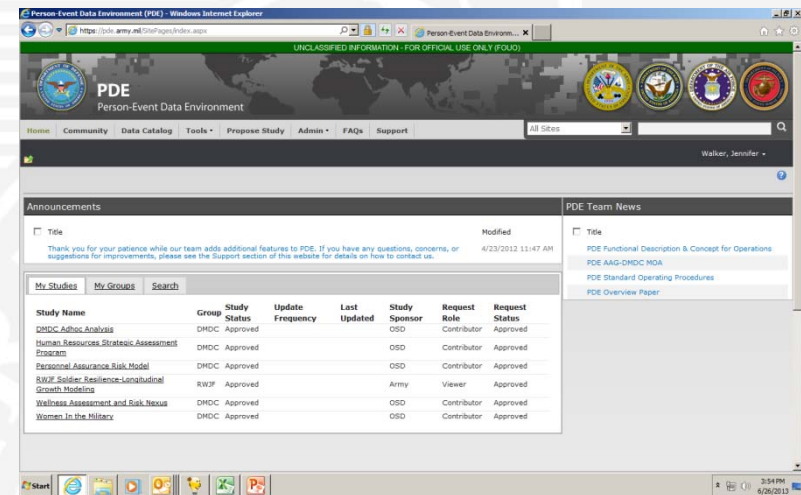 Person-Event Data Environment (PDE) - Windows Internet Explorer
https://pde.army.mil/SitePages/index.aspx
Person-Event Data Environm...
UNCLASSIFIED INFORMATION - FOR OFFICIAL USE ONLY (FOUO)
PDE
Person-Event Data Environment
Home Community Data Catalog Tools Propose Study Admin FAQs Support All Sites
Walker, Jennifer
Announcements
Title Modified
Thank you for your patience while our team adds additional features to PDE. If you have any questions, concerns, or 4/23/2012 11:47 AM
suggestions for improvements, please see the Support section of this website for details on how to contact us.
PDE Team News
Title
PDE Functional Description & Concept for Operations
PDE AAG-DMDC MOA
PDE Standard Operating Procedures
PDE Overview Paper
My Studies My Groups Search
Study Name Group Study Status Update Frequency Last Updated Study Sponsor Request Role Request Status
DMDC Adhoc Analysis DMDC Approved OSD Contributor Approved
Human Resources Strategic Assessment Program DMDC Approved OSD Contributor Approved
Personnel Assurance Risk Model DMDC Approved OSD Contributor Approved
RWJF Soldier Resilience-Longitudinal Growth Modeling RWJF Approved Army Viewer Approved
Wellness Assessment and Risk Nexus DMDC Approved OSD Contributor Approved
Women In the Military DMDC Approved OSD Contributor Approved
Start
3:54 PM
6/26/2013